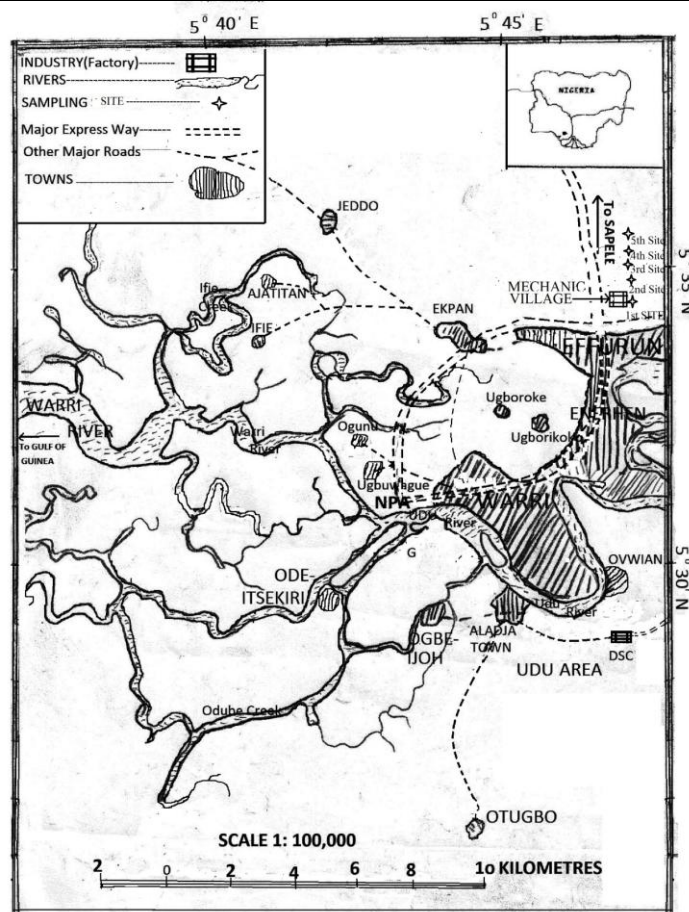 5° 40' E
5° 45' E
INDUSTRY(Factory)
RIVERS
SAMPLING SITE
Major Express Way
Other Major Roads
TOWNS
NIGERIA
JEDDO
To SAPELE
5th Site
4th Site
3rd Site
2nd Site
1st SITE
5° 35' N
MECHANIC
VILLAGE
Ifie
AJATITAN
IFIE
EKPAN
EFFURUN
WARRI
RIVER
To GULF OF
GUINEA
Warri
River
Ogunu
Ugboroke
Ugborikoko
ENERHEN
Ugbuwague
NPA
WARRI
River
G
5° 30' N
ODE
ITSEKIRI
OVWIAN
River
OGBE-
IJOH
ALADJA
TOWN
DSC
UDU AREA
Odube Creek
OTUGBO
SCALE 1: 100,000
2 0 2 4 6 8 10 KILOMETRES